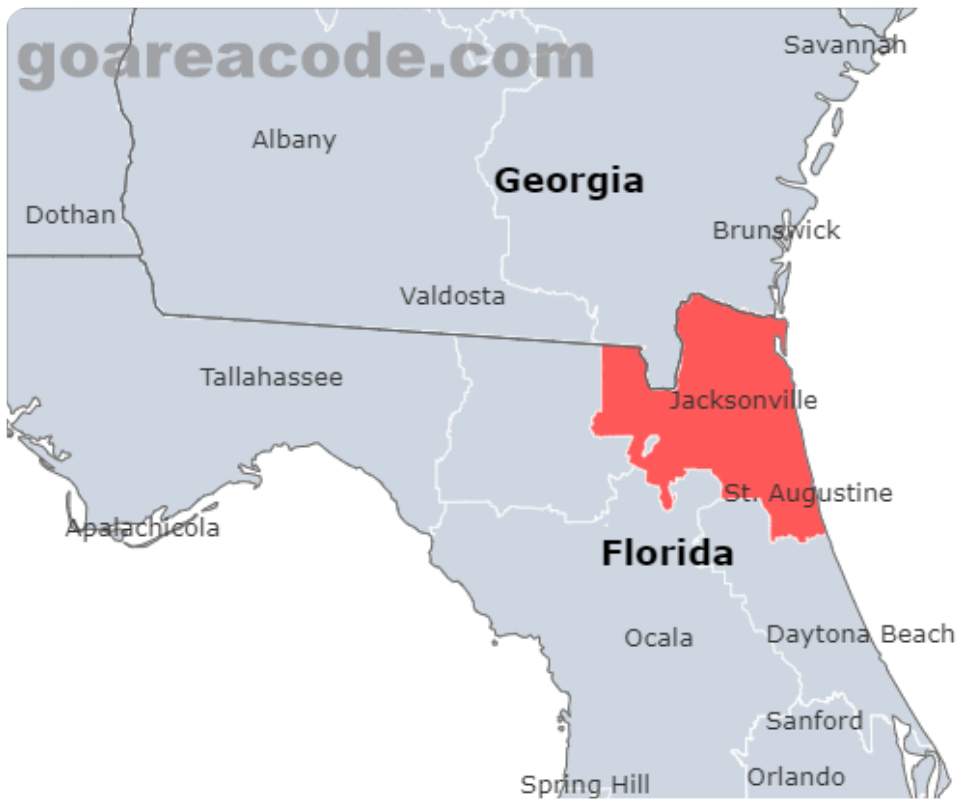 goareacode.com
Savannah
Albany
Georgia
Dothan
Brunswick
Valdosta
Tallahassee
Jacksonville
St. Augustine
Apalachicola
Florida
Ocala
Daytona Beach
Sanford
Orlando
Spring Hill